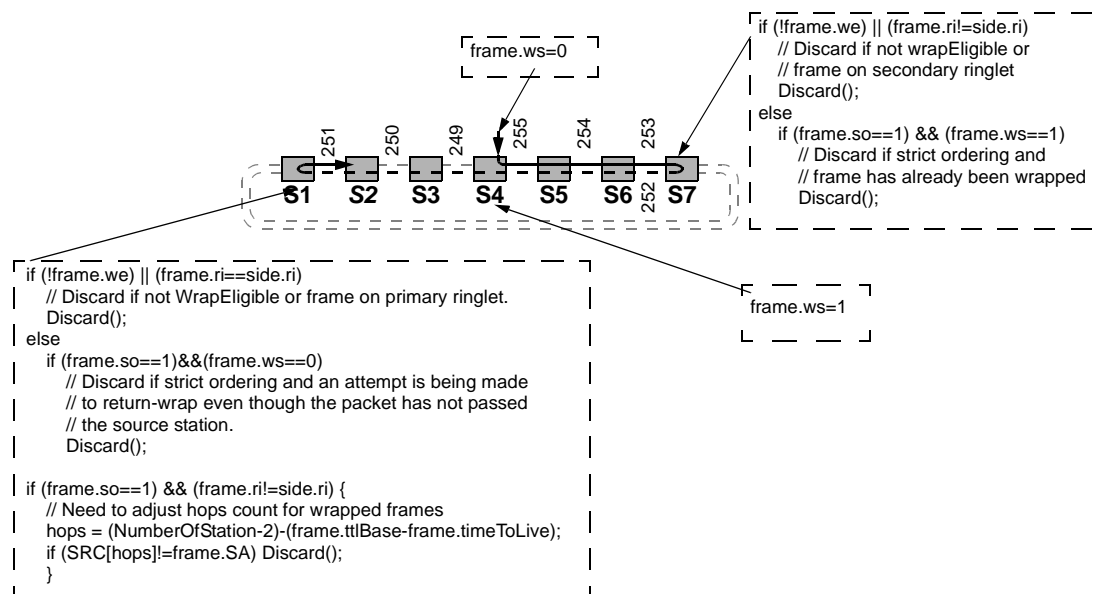 frame.ws=0
if (!frame.we) || (frame.ri!=side.ri)
// Discard if not wrapEligible or
// frame on secondary ringlet
Discard();
else
if (frame.so==1) && (frame.ws==1)
// Discard if strict ordering and
// frame has already been wrapped
Discard();
251
250
249
255
254
253
252
S1
S2
S3
S4
S5
S6
S7
frame.ws=1
if (!frame.we) || (frame.ri==side.ri)
// Discard if not WrapEligible or frame on primary ringlet.
Discard();
else
if (frame.so==1)&&(frame.ws==0)
// Discard if strict ordering and an attempt is being made
// to return-wrap even though the packet has not passed
// the source station.
Discard();
if (frame.so==1) && (frame.ri!=side.ri) {
// Need to adjust hops count for wrapped frames
hops = (NumberOfStation-2)-(frame.ttlBase-frame.timeToLive);
if (SRC[hops]!=frame.SA) Discard();
}